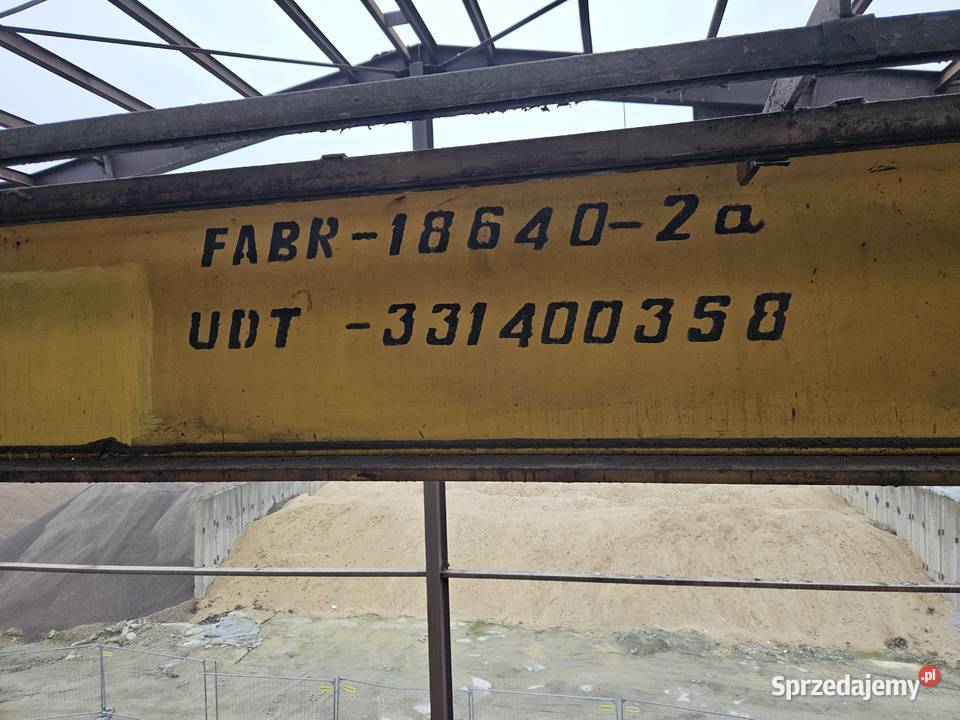 FABR-18640-2a
UDT -331400358
Sprzedajemy.pl